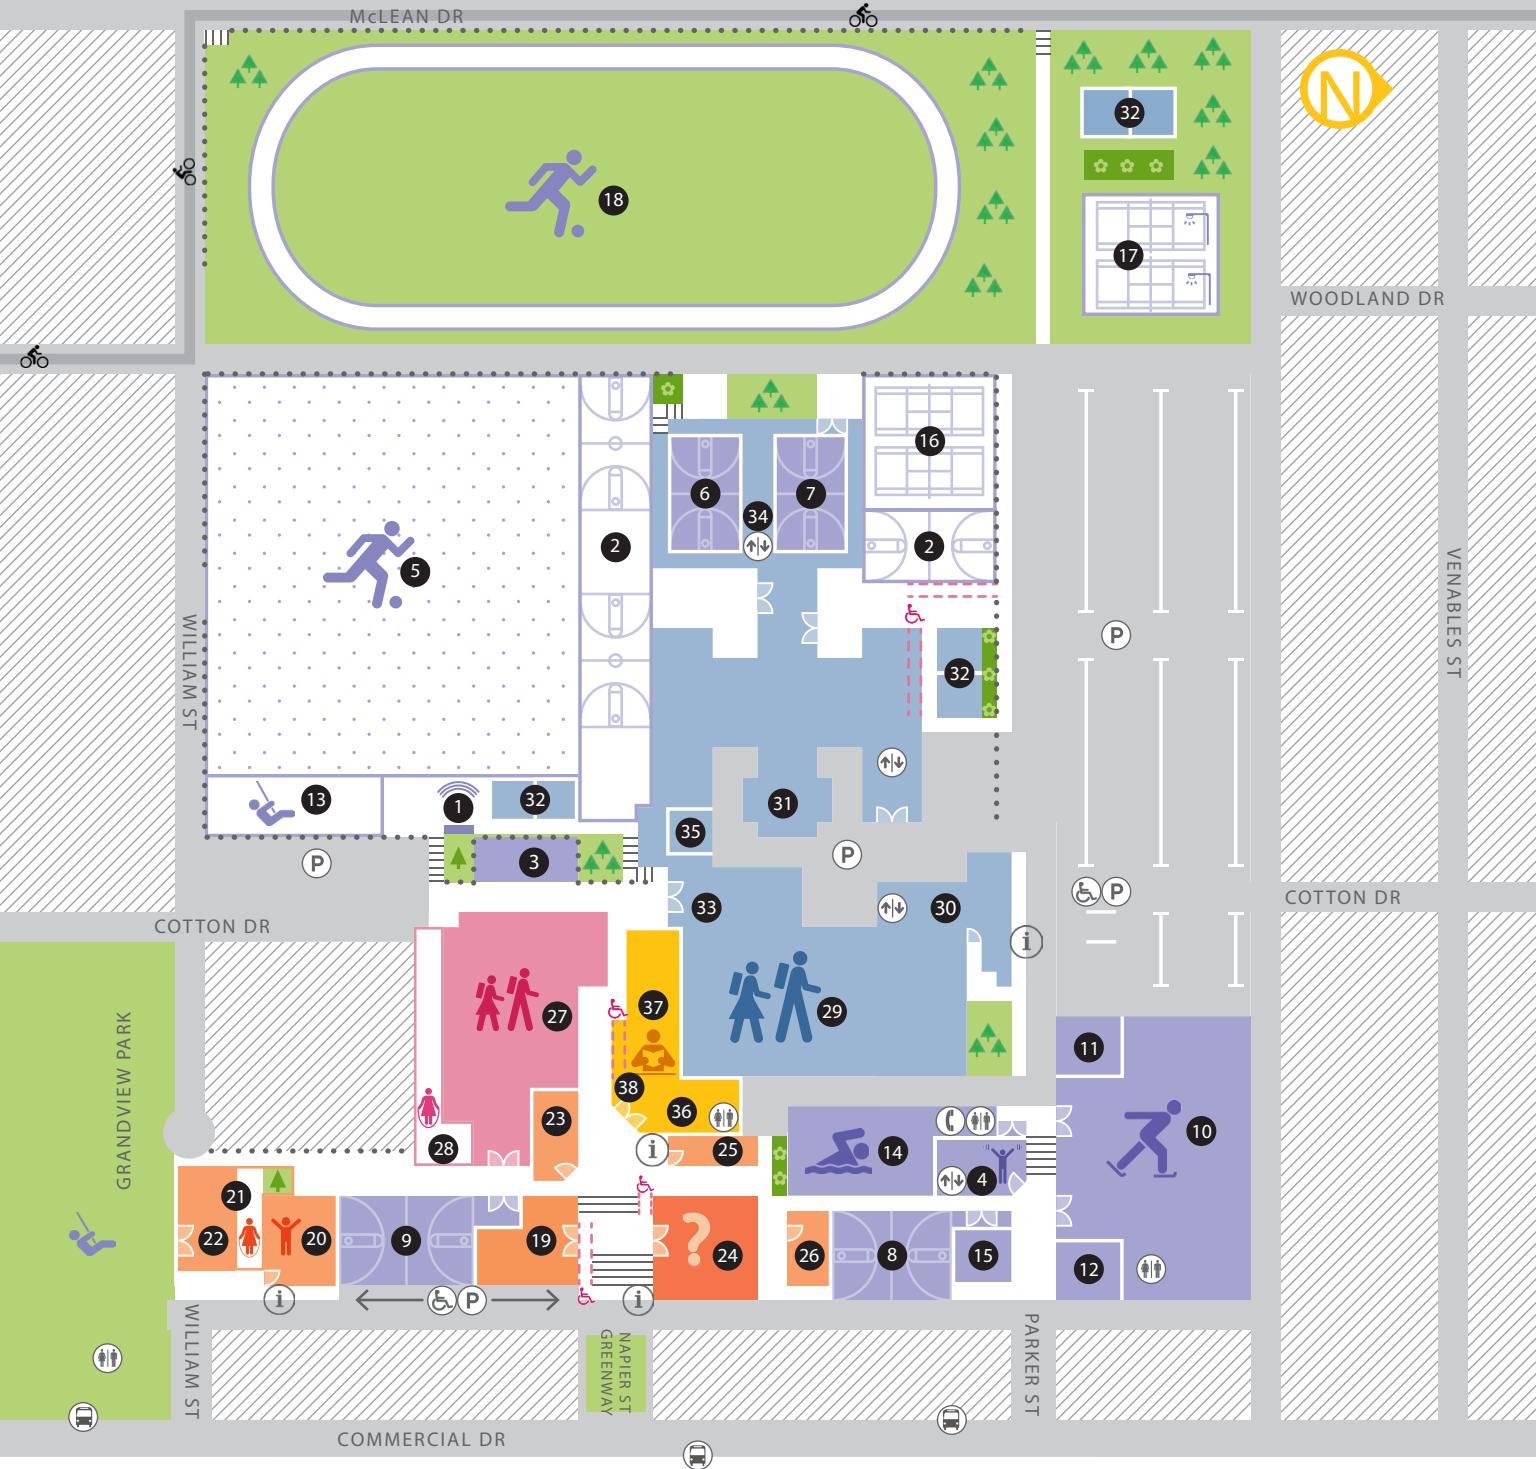 McLEAN DR
N
32
18
17
WOODLAND DR
16
6
7
34
2
2
5
WILLIAM ST
VENABLES ST
P
32
13
1
32
31
35
3
P
P
P
COTTON DR
33
30
COTTON DR
i
27
37
29
GRANDVIEW PARK
11
38
36
23
28
25
i
14
4
10
21
22
20
9
19
24
26
8
15
12
i
P
i
WILLIAM ST
NAPIER ST
GREENWAY
PARKER ST
COMMERCIAL DR